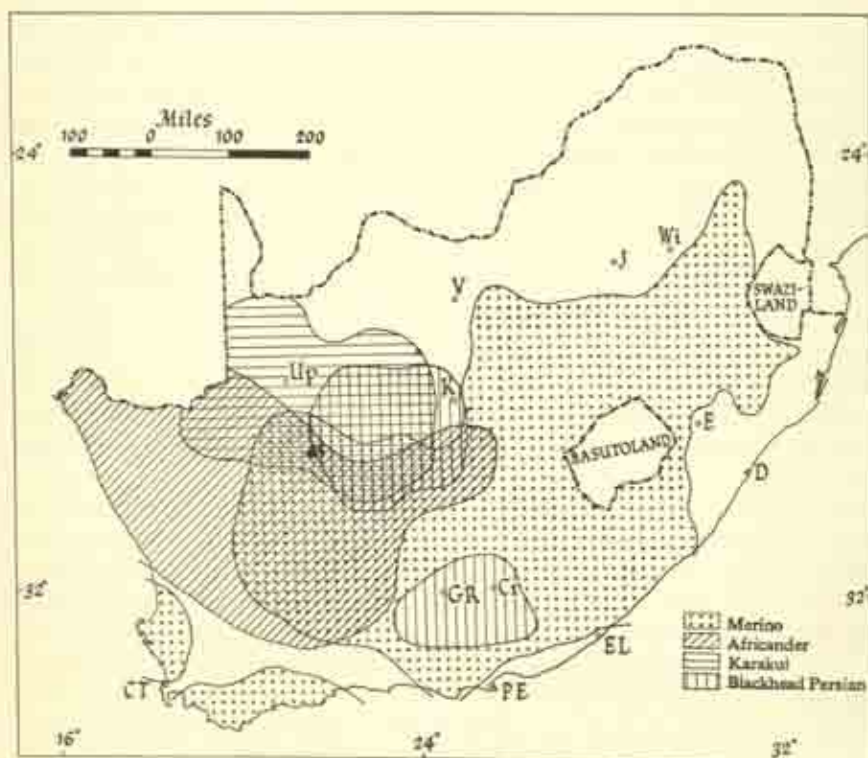 Miles
100 0 100 200
24° 24°
Wi
J
V
SWAZI-
LAND
Up
K
E
BASUTOLAND
D
32° 32°
GR Cr
Merino
EL
Africander
Karakul
CT
PE
Blackhead Persian
16° 24° 32°